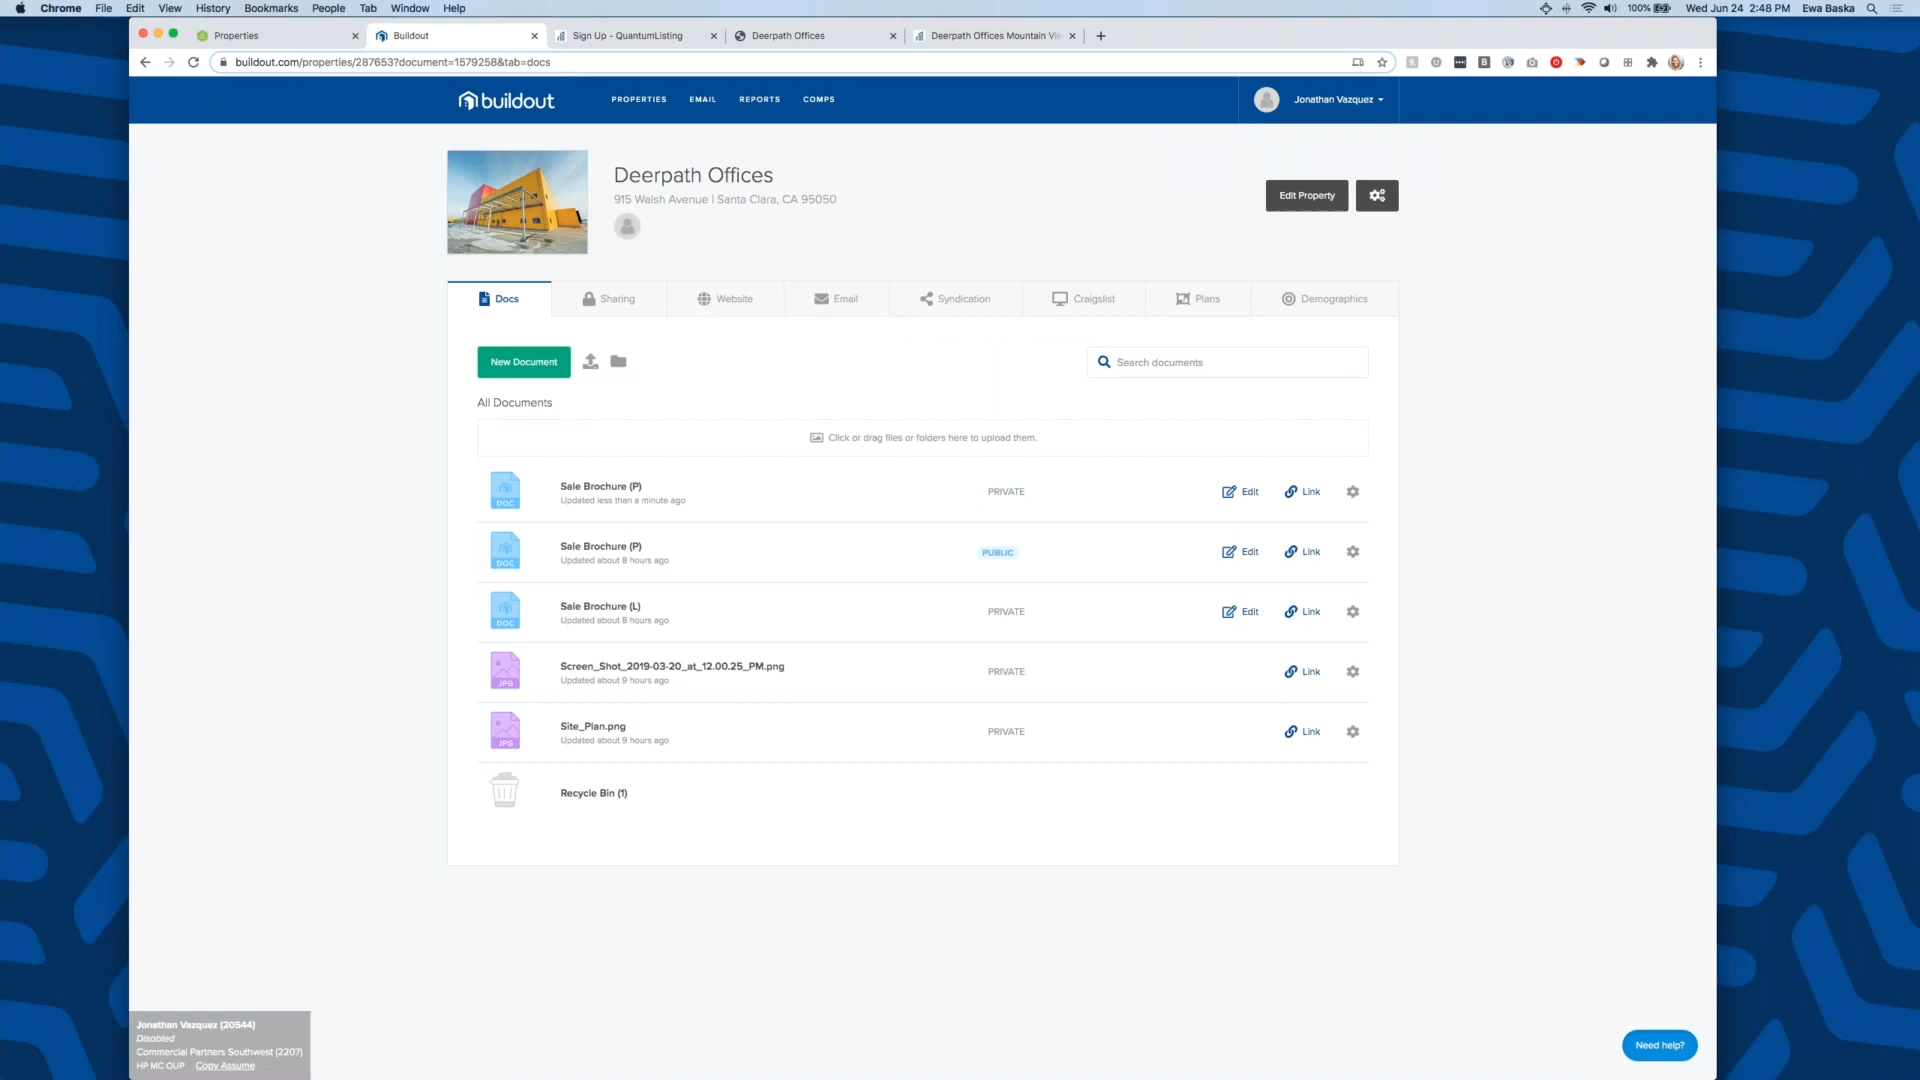 Chrome File Edit View History Bookmarks People Tab Window Help 100% Wed Jun 24 2:48 PM Ewa Baska
Properties Buildout Sign Up - QuantumListing Deerpath Offices Deerpath Offices Mountain Vie
buildout.com/properties/287653?document=1579258&tab=docs
buildout PROPERTIES EMAIL REPORTS COMPS Jonathan Vazquez
Deerpath Offices
915 Walsh Avenue | Santa Clara, CA 95050
Edit Property
Docs Sharing Website Email Syndication Craigslist Plans Demographics
New Document Search documents
All Documents
Click or drag files or folders here to upload them.
DOC Sale Brochure (P) PRIVATE Edit Link
Updated less than a minute ago
DOC Sale Brochure (P) PUBLIC Edit Link
Updated about 8 hours ago
DOC Sale Brochure (L) PRIVATE Edit Link
Updated about 8 hours ago
JPG Screen_Shot_2019-03-20_at_12.00.25_PM.png PRIVATE Link
Updated about 9 hours ago
JPG Site_Plan.png PRIVATE Link
Updated about 9 hours ago
Recycle Bin (1)
Jonathan Vazquez (20544)
Disabled
Commercial Partners Southwest (2207)
HP MC OUP Copy Assume
Need help?